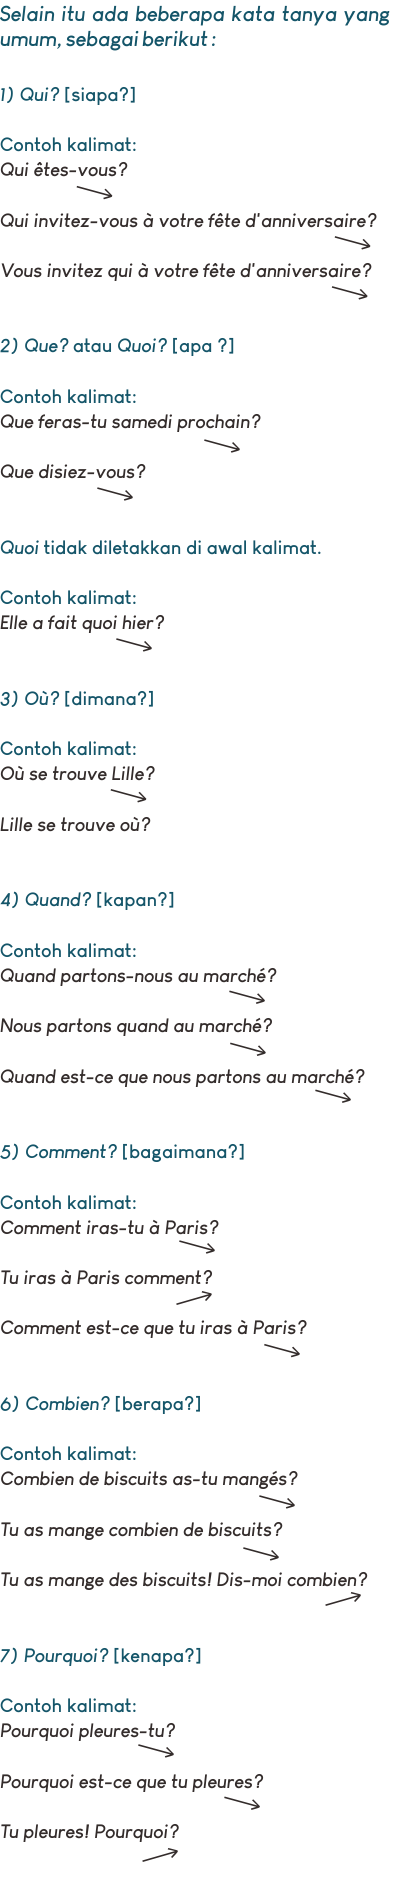 Selain itu ada beberapa kata tanya yang
umum, sebagai berikut :
1) Qui? [siapa?]
Contoh kalimat:
Qui êtes-vous?
Qui invitez-vous à votre fête d'anniversaire?
Vous invitez qui à votre fête d'anniversaire?
2) Que? atau Quoi? [apa ?]
Contoh kalimat:
Que feras-tu samedi prochain?
Que disiez-vous?
Quoi tidak diletakkan di awal kalimat.
Contoh kalimat:
Elle a fait quoi hier?
3) Où? [dimana?]
Contoh kalimat:
Où se trouve Lille?
Lille se trouve où?
4) Quand? [kapan?]
Contoh kalimat:
Quand partons-nous au marché?
Nous partons quand au marché?
Quand est-ce que nous partons au marché?
5) Comment? [bagaimana?]
Contoh kalimat:
Comment iras-tu à Paris?
Tu iras à Paris comment?
Comment est-ce que tu iras à Paris?
6) Combien? [berapa?]
Contoh kalimat:
Combien de biscuits as-tu mangés?
Tu as mange combien de biscuits?
Tu as mange des biscuits! Dis-moi combien?
7) Pourquoi? [kenapa?]
Contoh kalimat:
Pourquoi pleures-tu?
Pourquoi est-ce que tu pleures?
Tu pleures! Pourquoi?